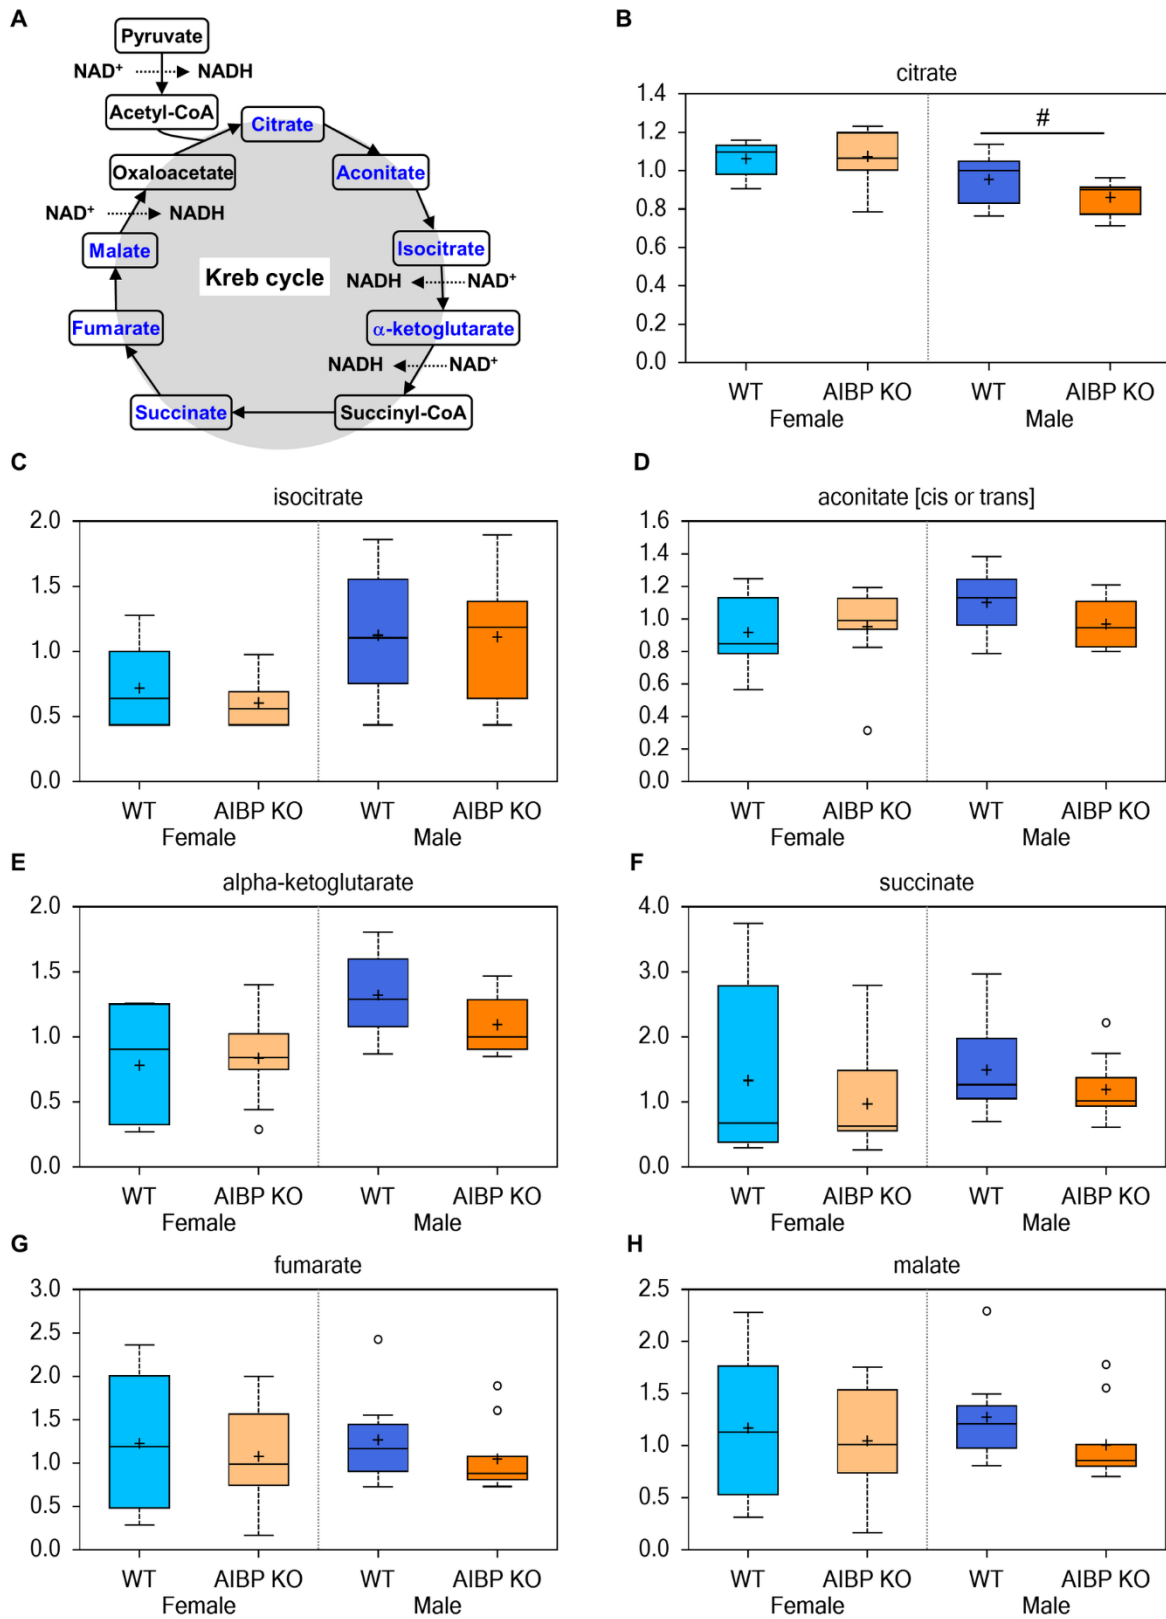 A
Pyruvate
NAD+ NADH
Acetyl-CoA
Citrate
Oxaloacetate
Aconitate
NAD+ NADH
Malate
Isocitrate
Kreb cycle
NADH NAD+
Fumarate
α-ketoglutarate
NADH NAD+
Succinate
Succinyl-CoA
B
citrate
1.4
1.2
1.0
0.8
0.6
0.4
0.2
0.0
#
WT AIBP KO WT AIBP KO
Female Male
C
isocitrate
2.0
1.5
1.0
0.5
0.0
WT AIBP KO WT AIBP KO
Female Male
D
aconitate [cis or trans]
1.6
1.4
1.2
1.0
0.8
0.6
0.4
0.2
0.0
WT AIBP KO WT AIBP KO
Female Male
E
alpha-ketoglutarate
2.0
1.5
1.0
0.5
0.0
WT AIBP KO WT AIBP KO
Female Male
F
succinate
4.0
3.0
2.0
1.0
0.0
WT AIBP KO WT AIBP KO
Female Male
G
fumarate
3.0
2.5
2.0
1.5
1.0
0.5
0.0
WT AIBP KO WT AIBP KO
Female Male
H
malate
2.5
2.0
1.5
1.0
0.5
0.0
WT AIBP KO WT AIBP KO
Female Male